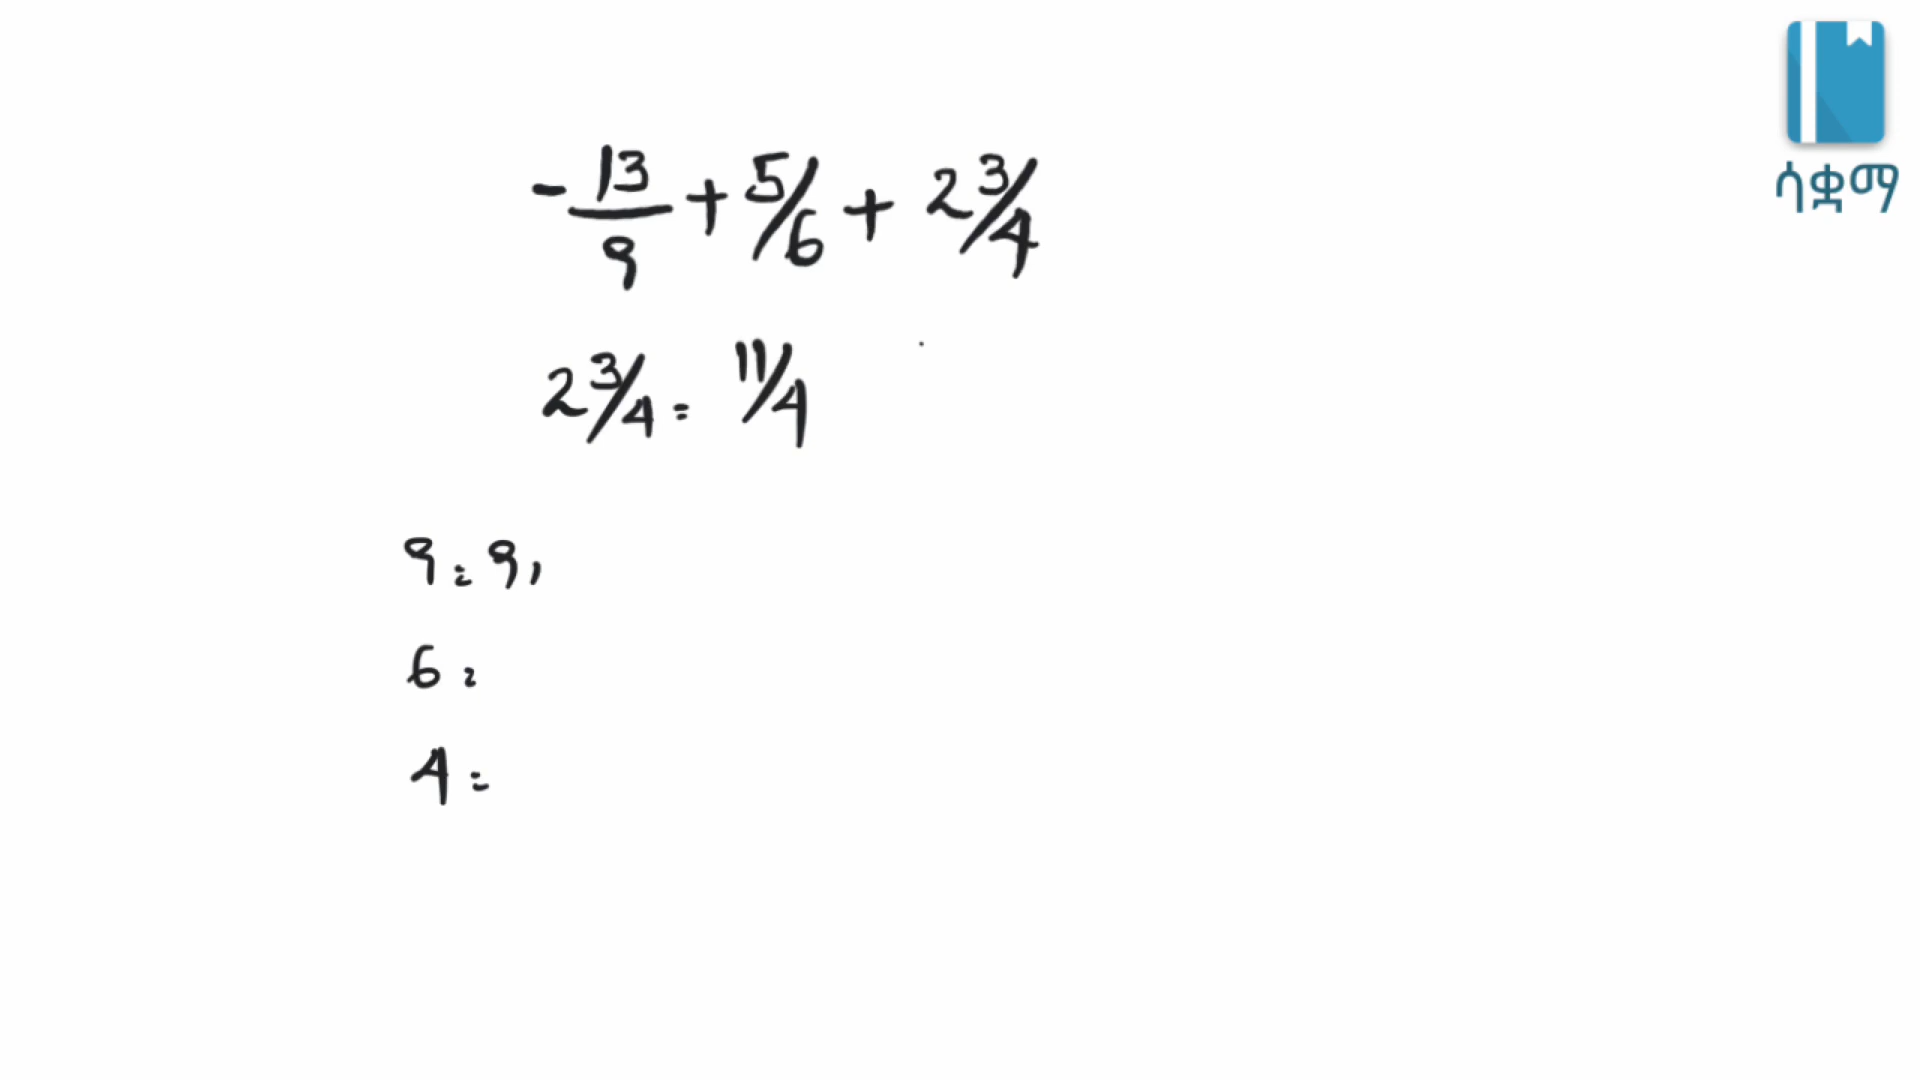 -13/9 + 5/6 + 2 3/4
ሳቋማ
2 3/4 = 11/4
9 = 9,
6 =
4 =